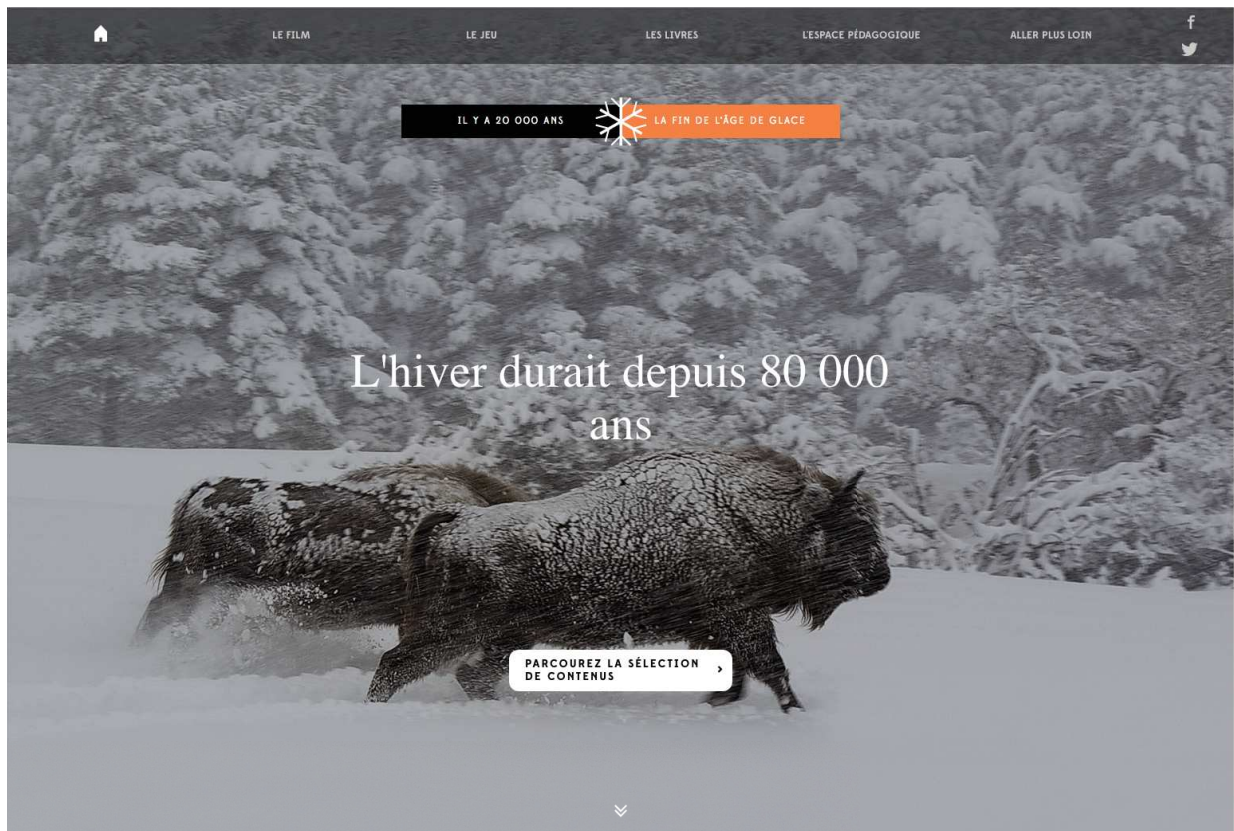 LE FILM
LE JEU
LES LIVRES
L'ESPACE PÉDAGOGIQUE
ALLER PLUS LOIN
IL Y A 20 000 ANS
LA FIN DE L'ÂGE DE GLACE
L'hiver durait depuis 80 000
ans
PARCOUREZ LA SÉLECTION
DE CONTENUS